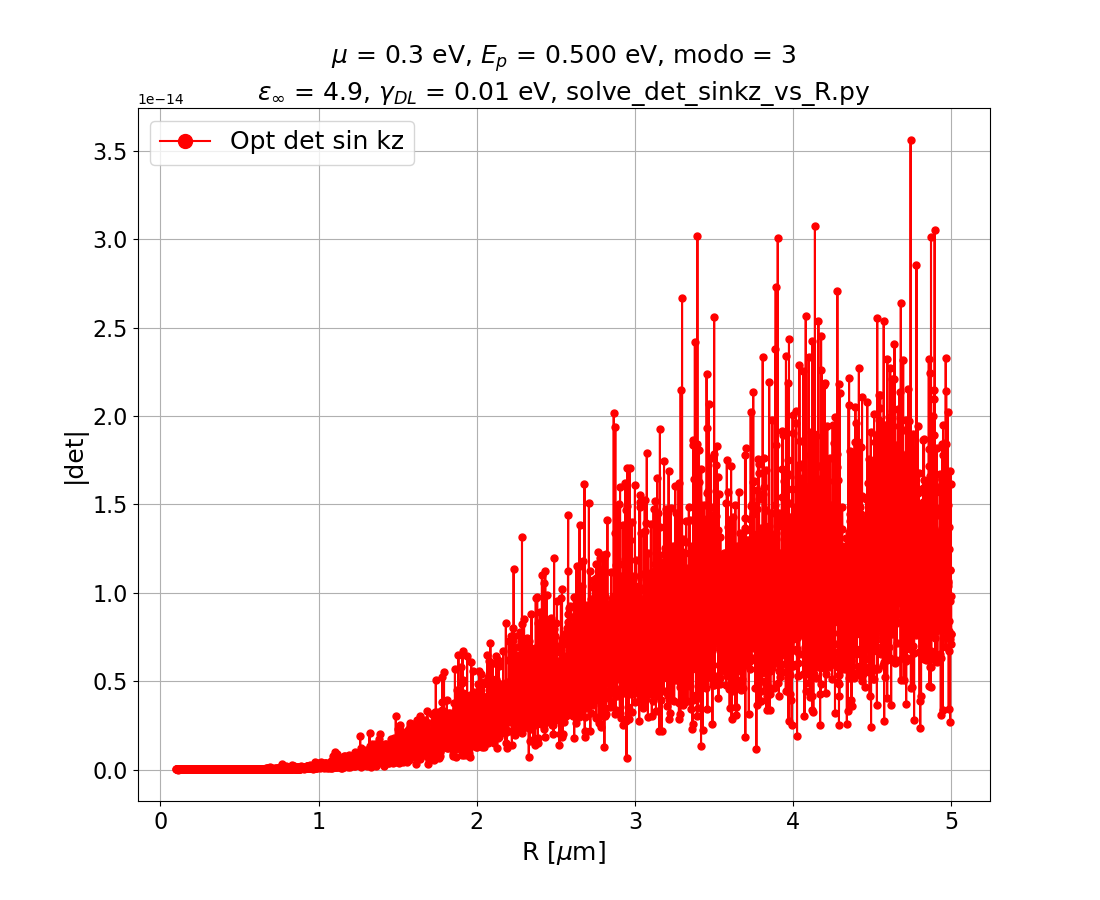 μ = 0.3 eV, E_p = 0.500 eV, modo = 3
ε_∞ = 4.9, γ_DL = 0.01 eV, solve_det_sinkz_vs_R.py
1e−14
Opt det sin kz
3.5
3.0
2.5
2.0
1.5
1.0
0.5
0.0
|det|
0 1 2 3 4 5
R [μm]